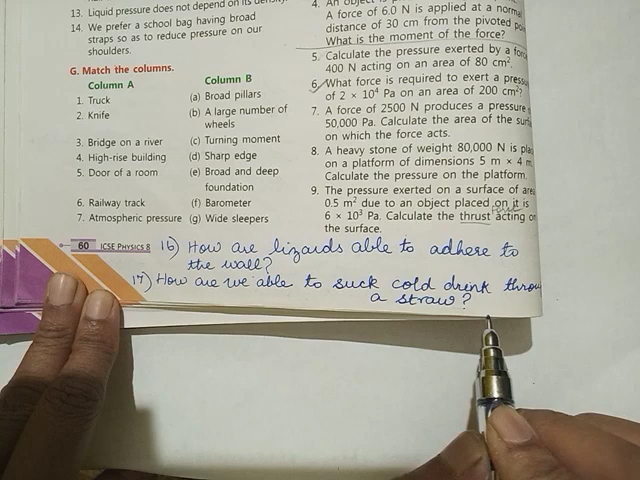 13. Liquid pressure does not depend on its density.
14. We prefer a school bag having broad
straps so as to reduce pressure on our
shoulders.
G. Match the columns.
Column A Column B
1. Truck (a) Broad pillars
2. Knife (b) A large number of
wheels
3. Bridge on a river (c) Turning moment
4. High-rise building (d) Sharp edge
5. Door of a room (e) Broad and deep
foundation
6. Railway track (f) Barometer
7. Atmospheric pressure (g) Wide sleepers
60 ICSE PHYSICS 8
4. An object is
A force of 6.0 N is applied at a normal
distance of 30 cm from the pivoted
What is the moment of the force?
5. Calculate the pressure exerted by a force
400 N acting on an area of 80 cm².
6. What force is required to exert a pressu
of 2 × 10⁴ Pa on an area of 200 cm²?
7. A force of 2500 N produces a pressure
50,000 Pa. Calculate the area of the surf
on which the force acts.
8. A heavy stone of weight 80,000 N is pla
on a platform of dimensions 5 m × 4 m
Calculate the pressure on the platform.
9. The pressure exerted on a surface of area
0.5 m² due to an object placed on it is
6 × 10³ Pa. Calculate the thrust acting on
the surface.
16) How are lizards able to adhere to
the wall?
17) How are we able to suck cold drink throu
a straw?